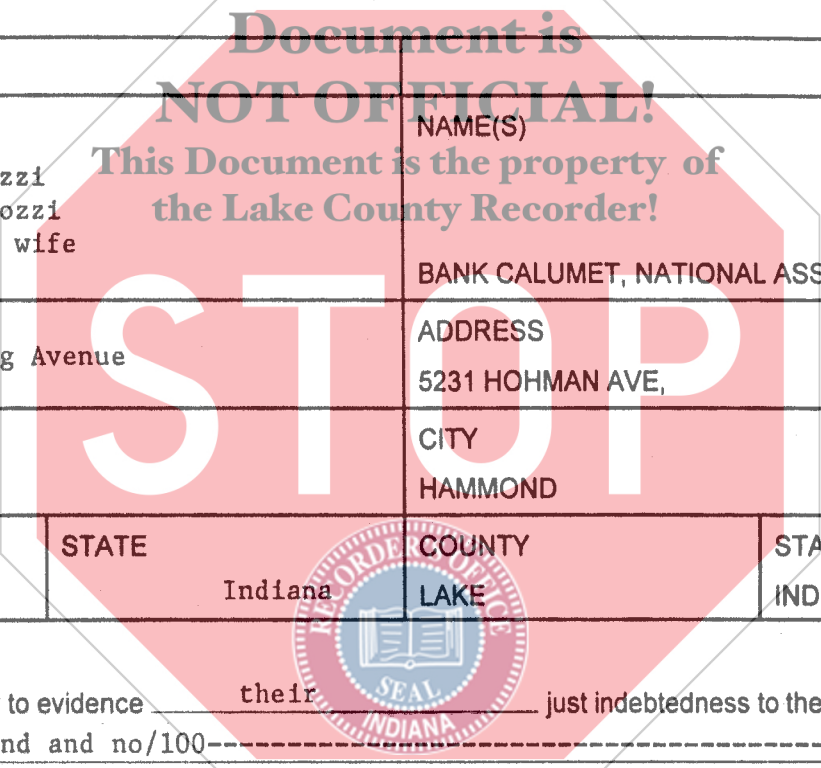 Document is
NOT OFFICIAL!
This Document is the property of
the Lake County Recorder!
STOP
zzi
ozzi
wife
NAME(S)
BANK CALUMET, NATIONAL ASS
g Avenue
ADDRESS
5231 HOHMAN AVE,
CITY
HAMMOND
STATE
Indiana
COUNTY
LAKE
STA
IND
RECORDER'S OFFICE
SEAL
INDIANA
to evidence their just indebtedness to the
nd and no/100-----------------------------------------------